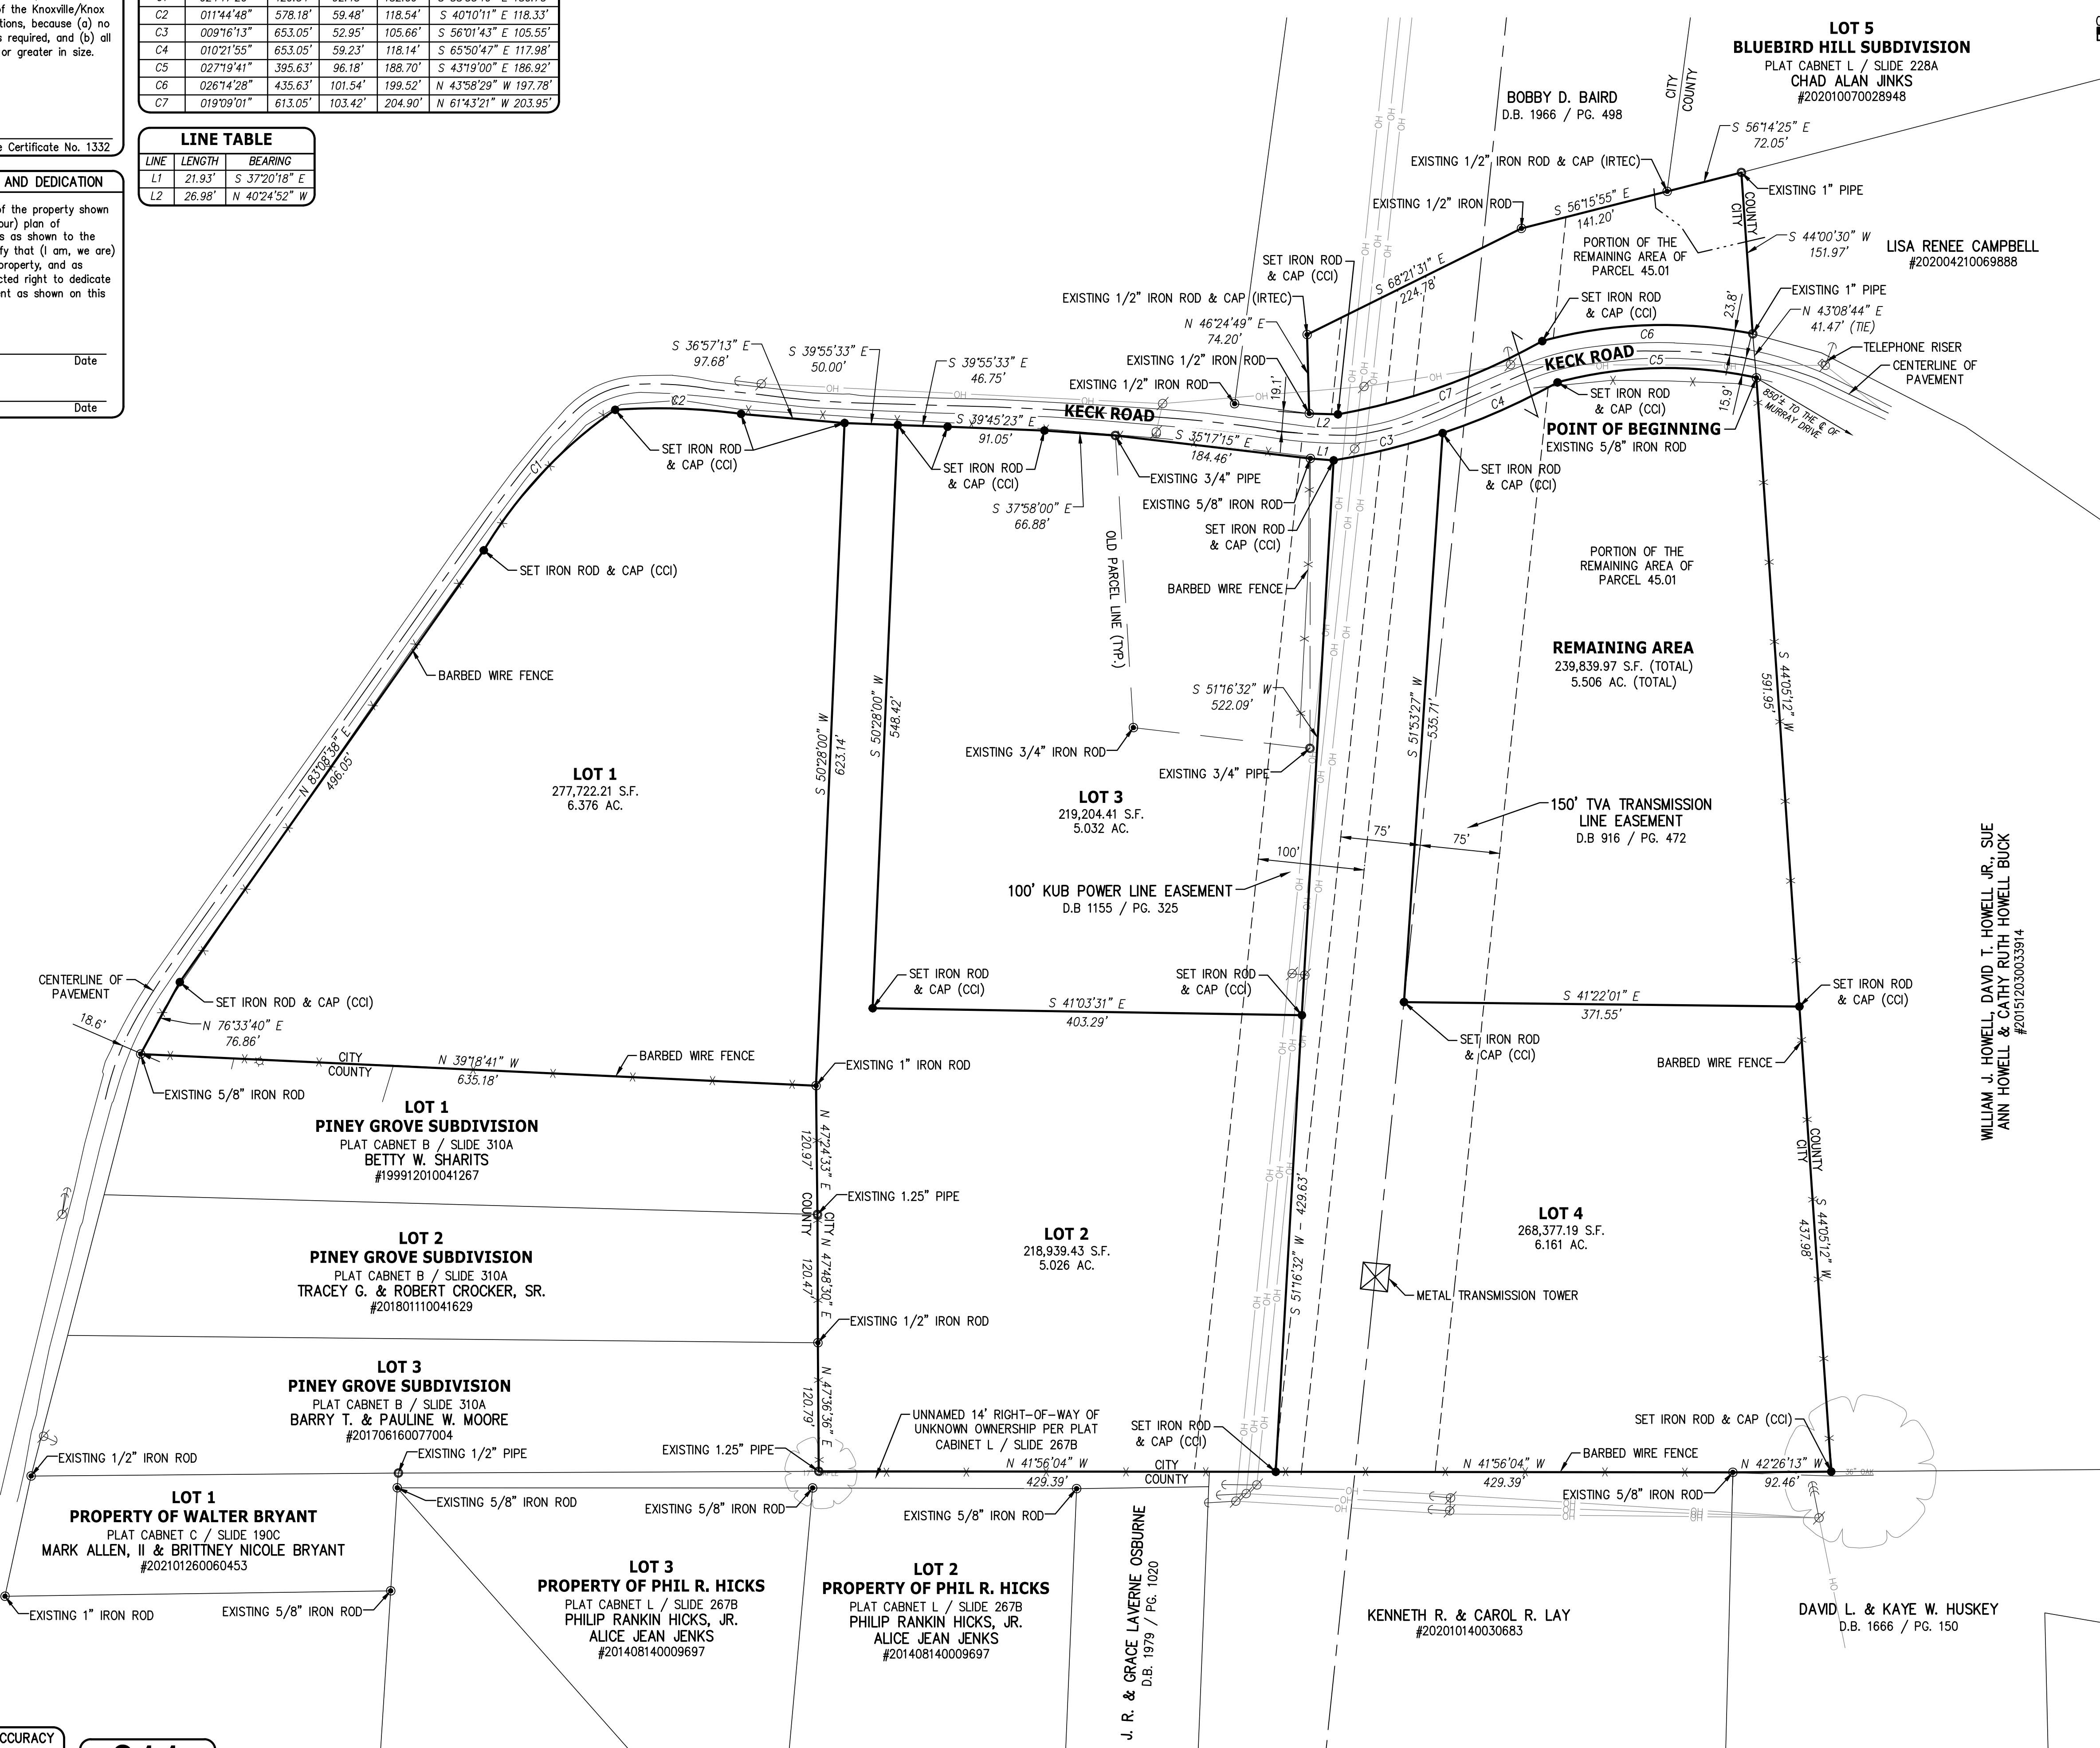 of the Knoxville/Knox
tions, because (a) no
s required, and (b) all
or greater in size.
e Certificate No. 1332
AND DEDICATION
of the property shown
our) plan of
s as shown to the
fy that (I am, we are)
property, and as
cted right to dedicate
nt as shown on this
Date
Date
C2 011°44'48" 578.18' 59.48' 118.54' S 40°10'11" E 118.33'
C3 009°16'13" 653.05' 52.95' 105.66' S 56°01'43" E 105.55'
C4 010°21'55" 653.05' 59.23' 118.14' S 65°50'47" E 117.98'
C5 027°19'41" 395.63' 96.18' 188.70' S 43°19'00" E 186.92'
C6 026°14'28" 435.63' 101.54' 199.52' N 43°58'29" W 197.78'
C7 019°09'01" 613.05' 103.42' 204.90' N 61°43'21" W 203.95'
LINE TABLE
LINE LENGTH BEARING
L1 21.93' S 37°20'18" E
L2 26.98' N 40°24'52" W
LOT 5
BLUEBIRD HILL SUBDIVISION
PLAT CABNET L / SLIDE 228A
CHAD ALAN JINKS
#202010070028948
BOBBY D. BAIRD
D.B. 1966 / PG. 498
CITY
COUNTY
S 56°14'25" E
72.05'
EXISTING 1/2" IRON ROD & CAP (IRTEC)
EXISTING 1" PIPE
EXISTING 1/2" IRON ROD
S 56°15'55" E
141.20'
COUNTY
CITY
S 44°00'30" W
151.97'
LISA RENEE CAMPBELL
#202004210069888
PORTION OF THE
REMAINING AREA OF
PARCEL 45.01
SET IRON ROD
& CAP (CCI)
S 68°21'31" E
224.78'
EXISTING 1/2" IRON ROD & CAP (IRTEC)
SET IRON ROD
& CAP (CCI)
23.8'
EXISTING 1" PIPE
N 43°08'44" E
41.47' (TIE)
N 46°24'49" E
74.20'
C6
TELEPHONE RISER
CENTERLINE OF
PAVEMENT
S 36°57'13" E
97.68'
S 39°55'33" E
50.00'
S 39°55'33" E
46.75'
EXISTING 1/2" IRON ROD
EXISTING 1/2" IRON ROD
19.1'
KECK ROAD
C5
C7
C4
SET IRON ROD
& CAP (CCI)
15.9'
850'± TO THE ℄ OF
MURRAY DRIVE
C2
KECK ROAD
L2
C3
POINT OF BEGINNING
EXISTING 5/8" IRON ROD
S 39°45'23" E
91.05'
S 35°17'15" E
184.46'
L1
SET IRON ROD
& CAP (CCI)
C1
SET IRON ROD
& CAP (CCI)
SET IRON ROD
& CAP (CCI)
EXISTING 3/4" PIPE
S 37°58'00" E
66.88'
EXISTING 5/8" IRON ROD
SET IRON ROD
& CAP (CCI)
SET IRON ROD & CAP (CCI)
OLD PARCEL LINE (TYP.)
BARBED WIRE FENCE
PORTION OF THE
REMAINING AREA OF
PARCEL 45.01
BARBED WIRE FENCE
REMAINING AREA
239,839.97 S.F. (TOTAL)
5.506 AC. (TOTAL)
S 44°05'12" W
591.95'
N 83°08'38" E
496.05'
S 50°28'00" W
623.14'
S 50°28'00" W
548.42'
S 51°16'32" W
522.09'
S 51°53'27" W
535.71'
EXISTING 3/4" IRON ROD
EXISTING 3/4" PIPE
LOT 1
277,722.21 S.F.
6.376 AC.
LOT 3
219,204.41 S.F.
5.032 AC.
150' TVA TRANSMISSION
LINE EASEMENT
D.B 916 / PG. 472
75'
75'
100'
100' KUB POWER LINE EASEMENT
D.B 1155 / PG. 325
WILLIAM J. HOWELL, DAVID T. HOWELL JR., SUE
ANN HOWELL & CATHY RUTH HOWELL BUCK
#201512030033914
CENTERLINE OF
PAVEMENT
SET IRON ROD & CAP (CCI)
18.6'
N 76°33'40" E
76.86'
SET IRON ROD
& CAP (CCI)
SET IRON ROD
& CAP (CCI)
S 41°03'31" E
403.29'
S 41°22'01" E
371.55'
SET IRON ROD
& CAP (CCI)
SET IRON ROD
& CAP (CCI)
CITY
COUNTY
N 39°18'41" W
635.18'
BARBED WIRE FENCE
EXISTING 1" IRON ROD
BARBED WIRE FENCE
EXISTING 5/8" IRON ROD
LOT 1
PINEY GROVE SUBDIVISION
PLAT CABNET B / SLIDE 310A
BETTY W. SHARITS
#199912010041267
N 47°24'33" E
120.97'
COUNTY
CITY
EXISTING 1.25" PIPE
COUNTY
CITY
LOT 2
PINEY GROVE SUBDIVISION
PLAT CABNET B / SLIDE 310A
TRACEY G. & ROBERT CROCKER, SR.
#201801110041629
N 47°48'30" E
120.47'
LOT 2
218,939.43 S.F.
5.026 AC.
S 51°16'32" W - 429.63'
LOT 4
268,377.19 S.F.
6.161 AC.
S 44°05'12" W
437.98'
METAL TRANSMISSION TOWER
EXISTING 1/2" IRON ROD
LOT 3
PINEY GROVE SUBDIVISION
PLAT CABNET B / SLIDE 310A
BARRY T. & PAULINE W. MOORE
#201706160077004
N 47°36'36" E
120.79'
UNNAMED 14' RIGHT-OF-WAY OF
UNKNOWN OWNERSHIP PER PLAT
CABINET L / SLIDE 267B
SET IRON ROD
& CAP (CCI)
SET IRON ROD & CAP (CCI)
EXISTING 1/2" IRON ROD
EXISTING 1/2" PIPE
EXISTING 1.25" PIPE
BARBED WIRE FENCE
N 41°56'04" W
429.39'
CITY
COUNTY
N 41°56'04" W
429.39'
N 42°26'13" W
92.46'
36" OAK
EXISTING 5/8" IRON ROD
EXISTING 5/8" IRON ROD
EXISTING 5/8" IRON ROD
EXISTING 5/8" IRON ROD
LOT 1
PROPERTY OF WALTER BRYANT
PLAT CABNET C / SLIDE 190C
MARK ALLEN, II & BRITTNEY NICOLE BRYANT
#202101260060453
EXISTING 1" IRON ROD
EXISTING 5/8" IRON ROD
LOT 3
PROPERTY OF PHIL R. HICKS
PLAT CABNET L / SLIDE 267B
PHILIP RANKIN HICKS, JR.
ALICE JEAN JENKS
#201408140009697
LOT 2
PROPERTY OF PHIL R. HICKS
PLAT CABNET L / SLIDE 267B
PHILIP RANKIN HICKS, JR.
ALICE JEAN JENKS
#201408140009697
J. R. & GRACE LAVERNE OSBURNE
D.B. 1979 / PG. 1020
KENNETH R. & CAROL R. LAY
#202010140030683
DAVID L. & KAYE W. HUSKEY
D.B. 1666 / PG. 150
CCURACY